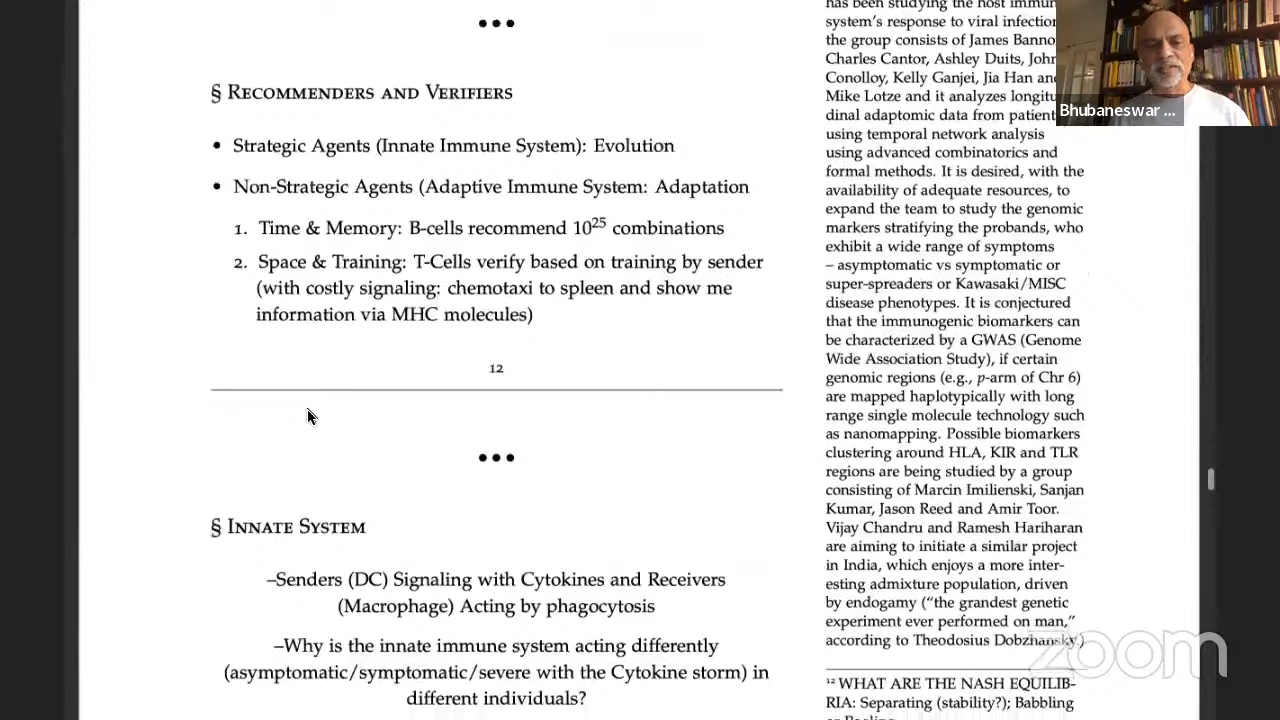 •••
§ Recommenders and Verifiers
• Strategic Agents (Innate Immune System): Evolution
• Non-Strategic Agents (Adaptive Immune System: Adaptation
1. Time & Memory: B-cells recommend 10²⁵ combinations
2. Space & Training: T-Cells verify based on training by sender
(with costly signaling: chemotaxi to spleen and show me
information via MHC molecules)
12
•••
§ Innate System
–Senders (DC) Signaling with Cytokines and Receivers
(Macrophage) Acting by phagocytosis
–Why is the innate immune system acting differently
(asymptomatic/symptomatic/severe with the Cytokine storm) in
different individuals?
has been studying the host immun
system's response to viral infection
the group consists of James Banno
Charles Cantor, Ashley Duits, John
Conolloy, Kelly Ganjei, Jia Han and
Mike Lotze and it analyzes longitu-
dinal adaptomic data from patient
using temporal network analysis
using advanced combinatorics and
formal methods. It is desired, with the
availability of adequate resources, to
expand the team to study the genomic
markers stratifying the probands, who
exhibit a wide range of symptoms
– asymptomatic vs symptomatic or
super-spreaders or Kawasaki/MISC
disease phenotypes. It is conjectured
that the immunogenic biomarkers can
be characterized by a GWAS (Genome
Wide Association Study), if certain
genomic regions (e.g., p-arm of Chr 6)
are mapped haplotypically with long
range single molecule technology such
as nanomapping. Possible biomarkers
clustering around HLA, KIR and TLR
regions are being studied by a group
consisting of Marcin Imilienski, Sanjan
Kumar, Jason Reed and Amir Toor.
Vijay Chandru and Ramesh Hariharan
are aiming to initiate a similar project
in India, which enjoys a more inter-
esting admixture population, driven
by endogamy ("the grandest genetic
experiment ever performed on man,"
according to Theodosius Dobzhansky.)
¹² WHAT ARE THE NASH EQUILIB-
RIA: Separating (stability?); Babbling
Bhubaneswar ...
zoom